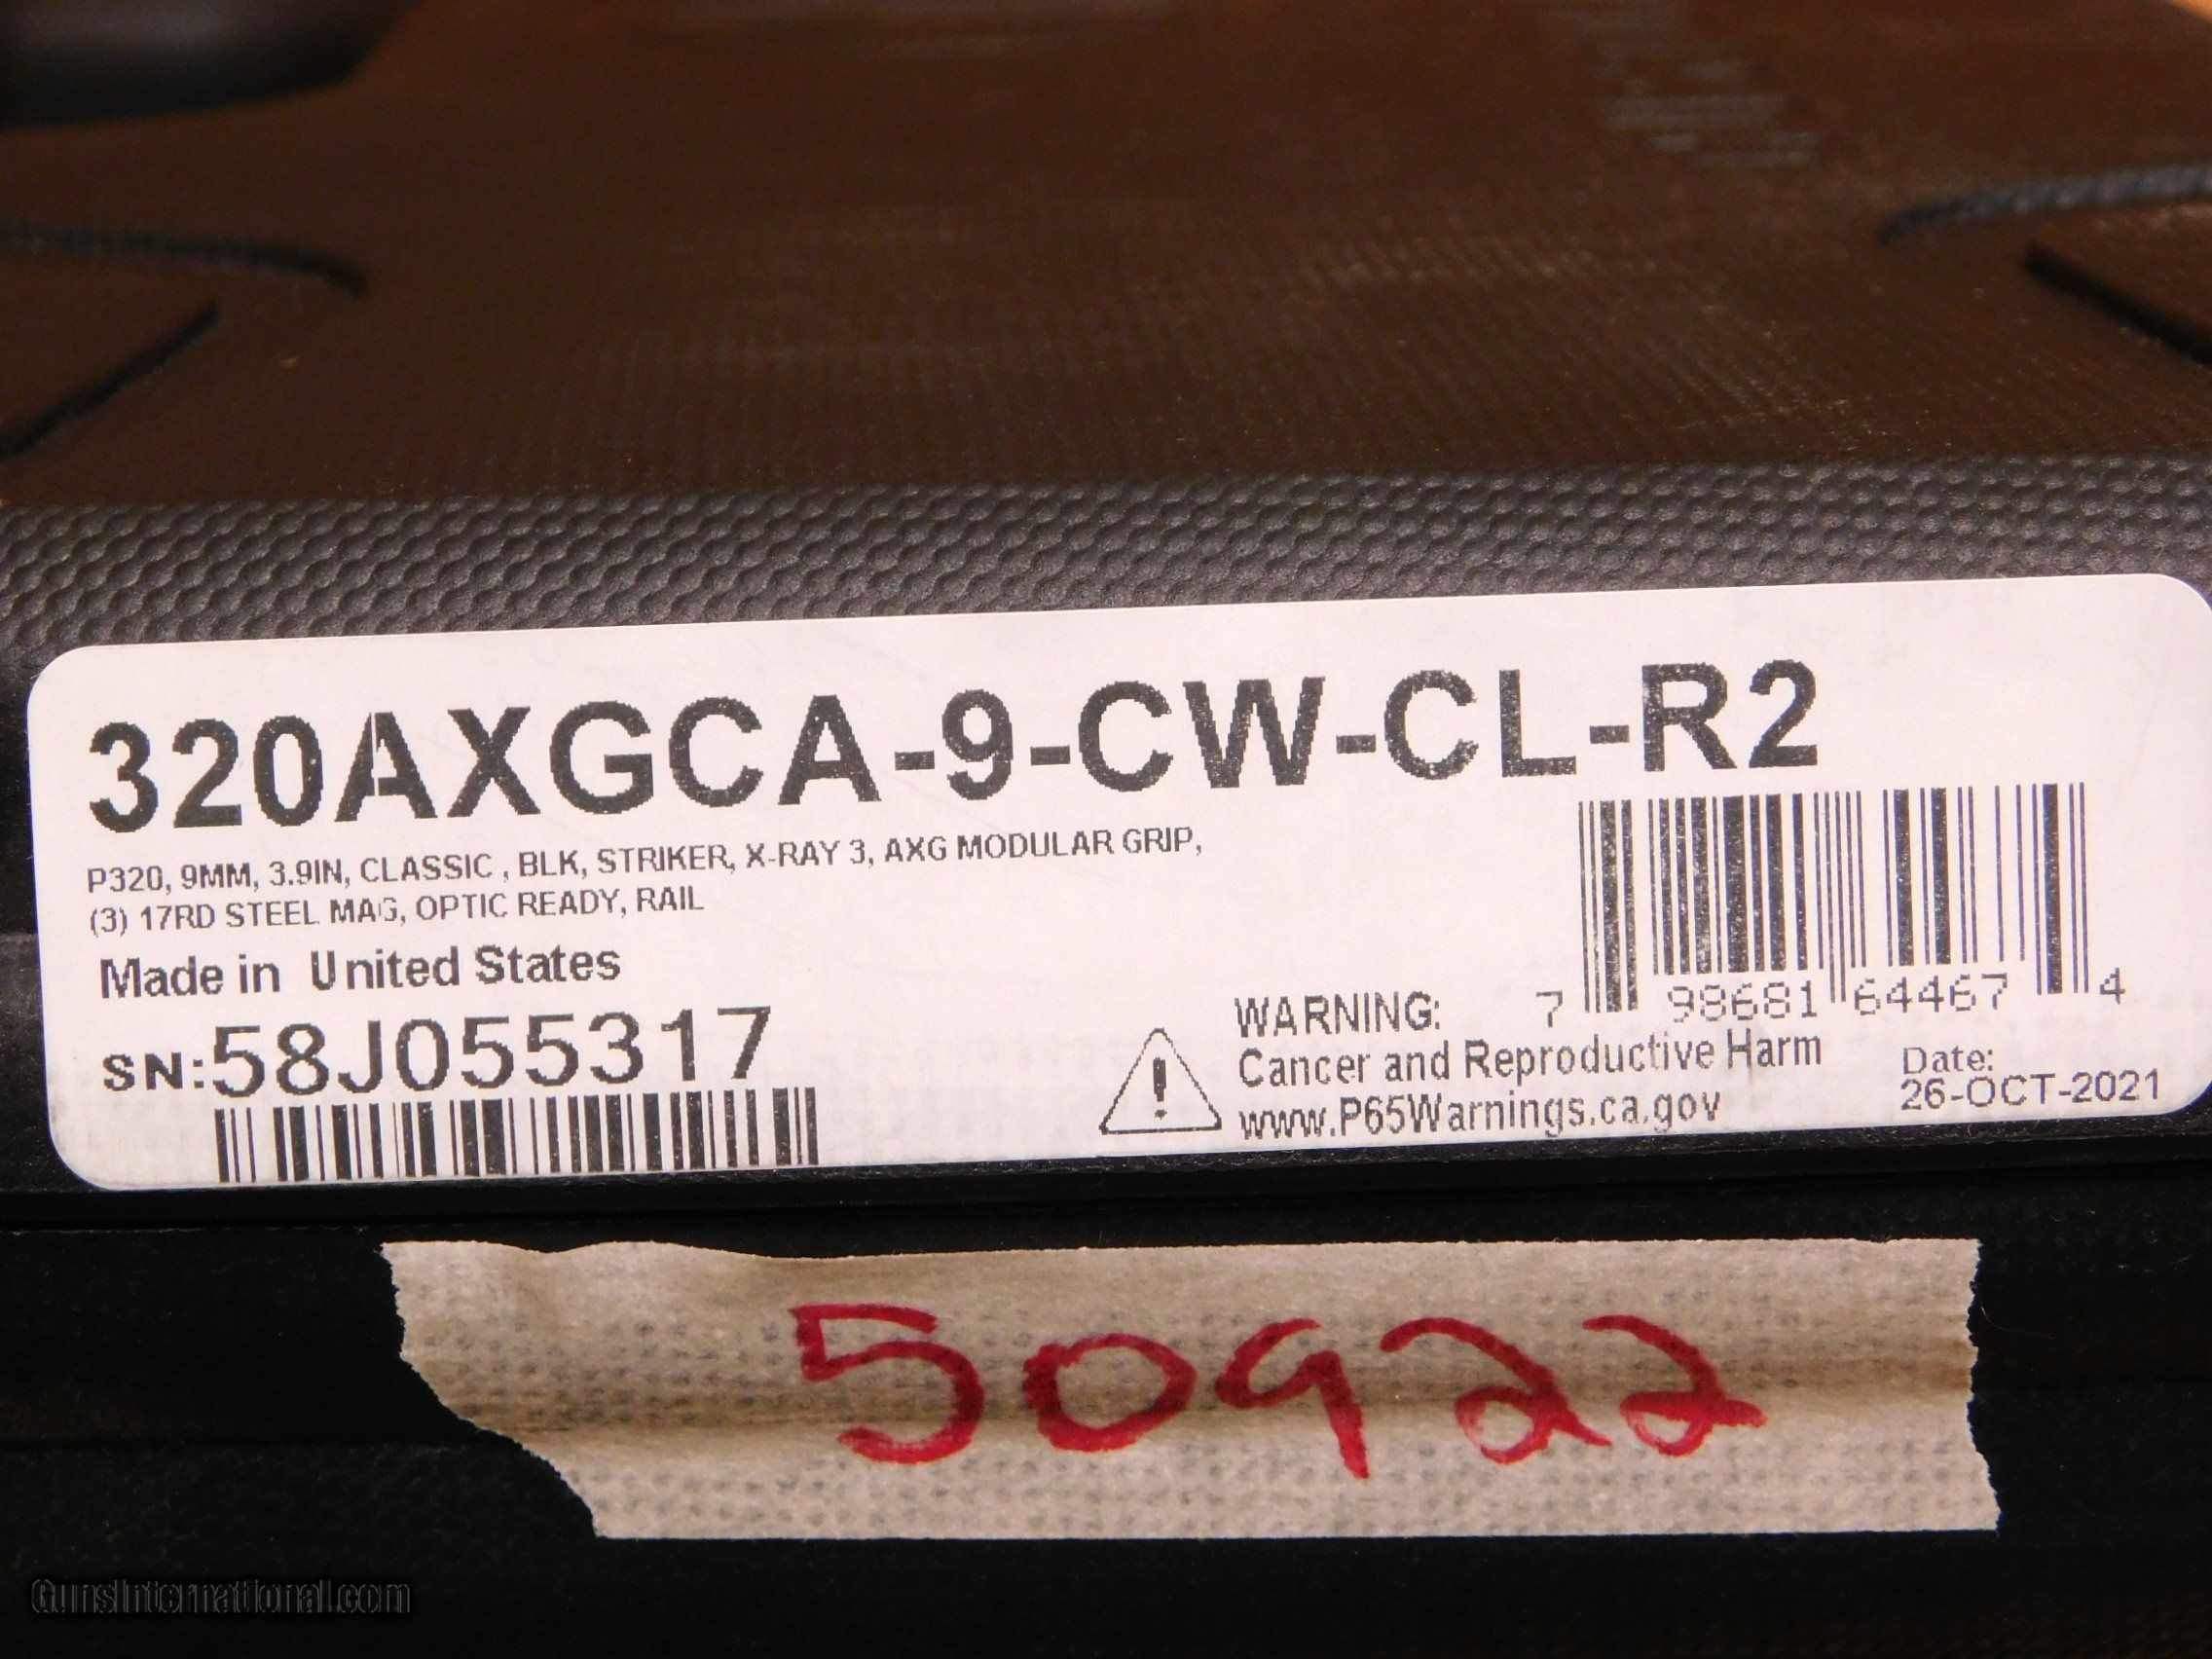 320AXGCA-9-CW-CL-R2
P320, 9MM, 3.9IN, CLASSIC , BLK, STRIKER, X-RAY 3, AXG MODULAR GRIP,
(3) 17RD STEEL MAG, OPTIC READY, RAIL
Made in United States
SN:58J055317
7 98681 64467 4
WARNING:
Cancer and Reproductive Harm
www.P65Warnings.ca.gov
Date:
26-OCT-2021
50922
GunsInternational.com